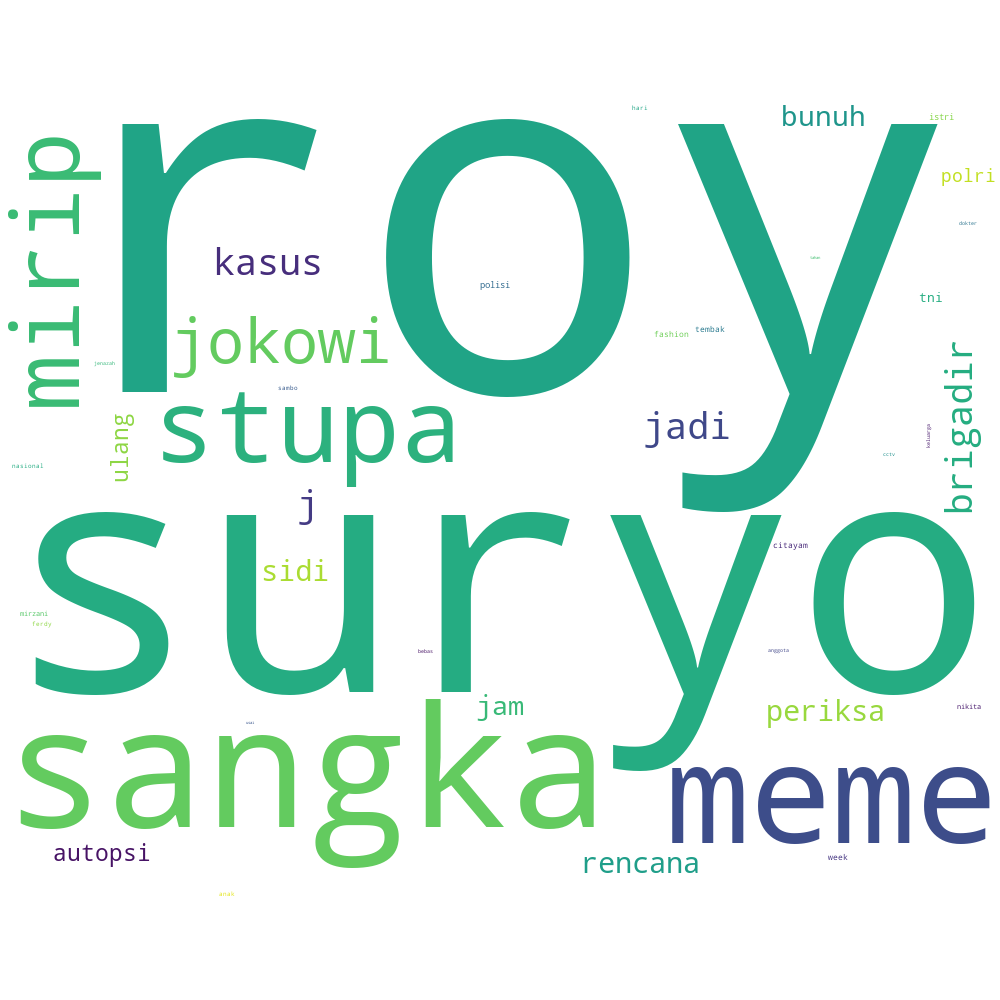 hari
bunuh
istri
roy
mirip
polri
dokter
kasus
polisi
tni
jokowi
fashion
tembak
jenazah
brigadir
sambo
stupa
ulang
jadi
keluarga
cctv
nasional
j
suryo
citayam
sidi
mirzani
ferdy
bebas
anggota
jam
periksa
nikita
sangka
meme
autopsi
rencana
week
anak